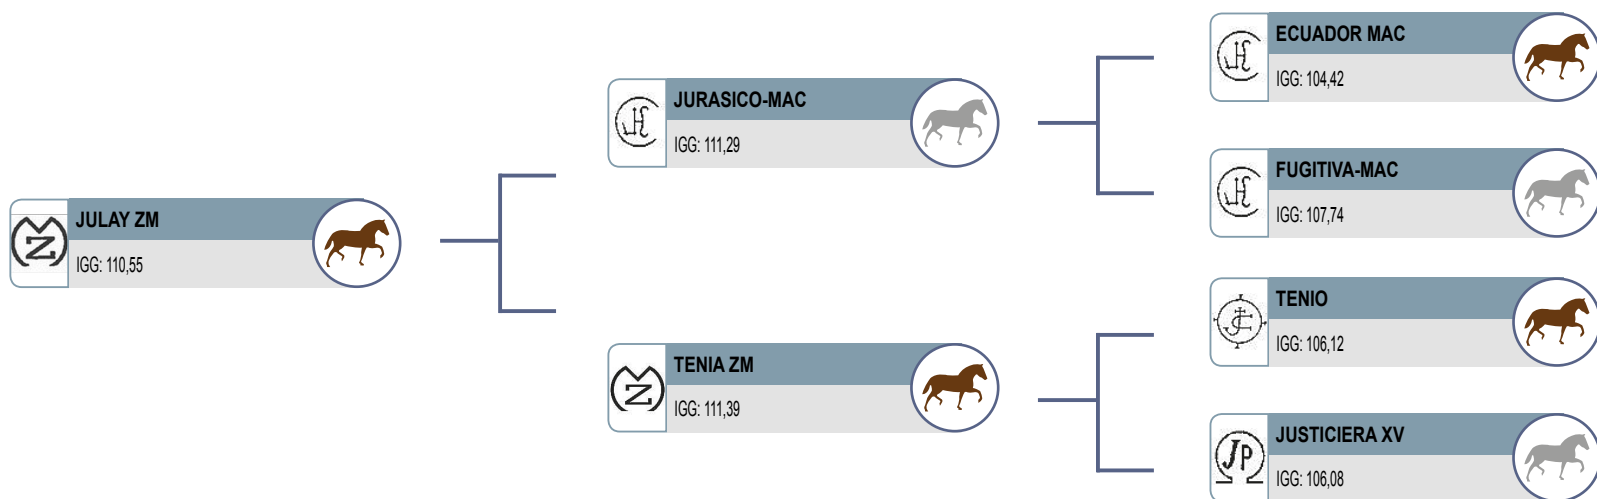 JULAY ZM
IGG: 110,55
JURASICO-MAC
IGG: 111,29
TENIA ZM
IGG: 111,39
ECUADOR MAC
IGG: 104,42
FUGITIVA-MAC
IGG: 107,74
TENIO
IGG: 106,12
JUSTICIERA XV
IGG: 106,08